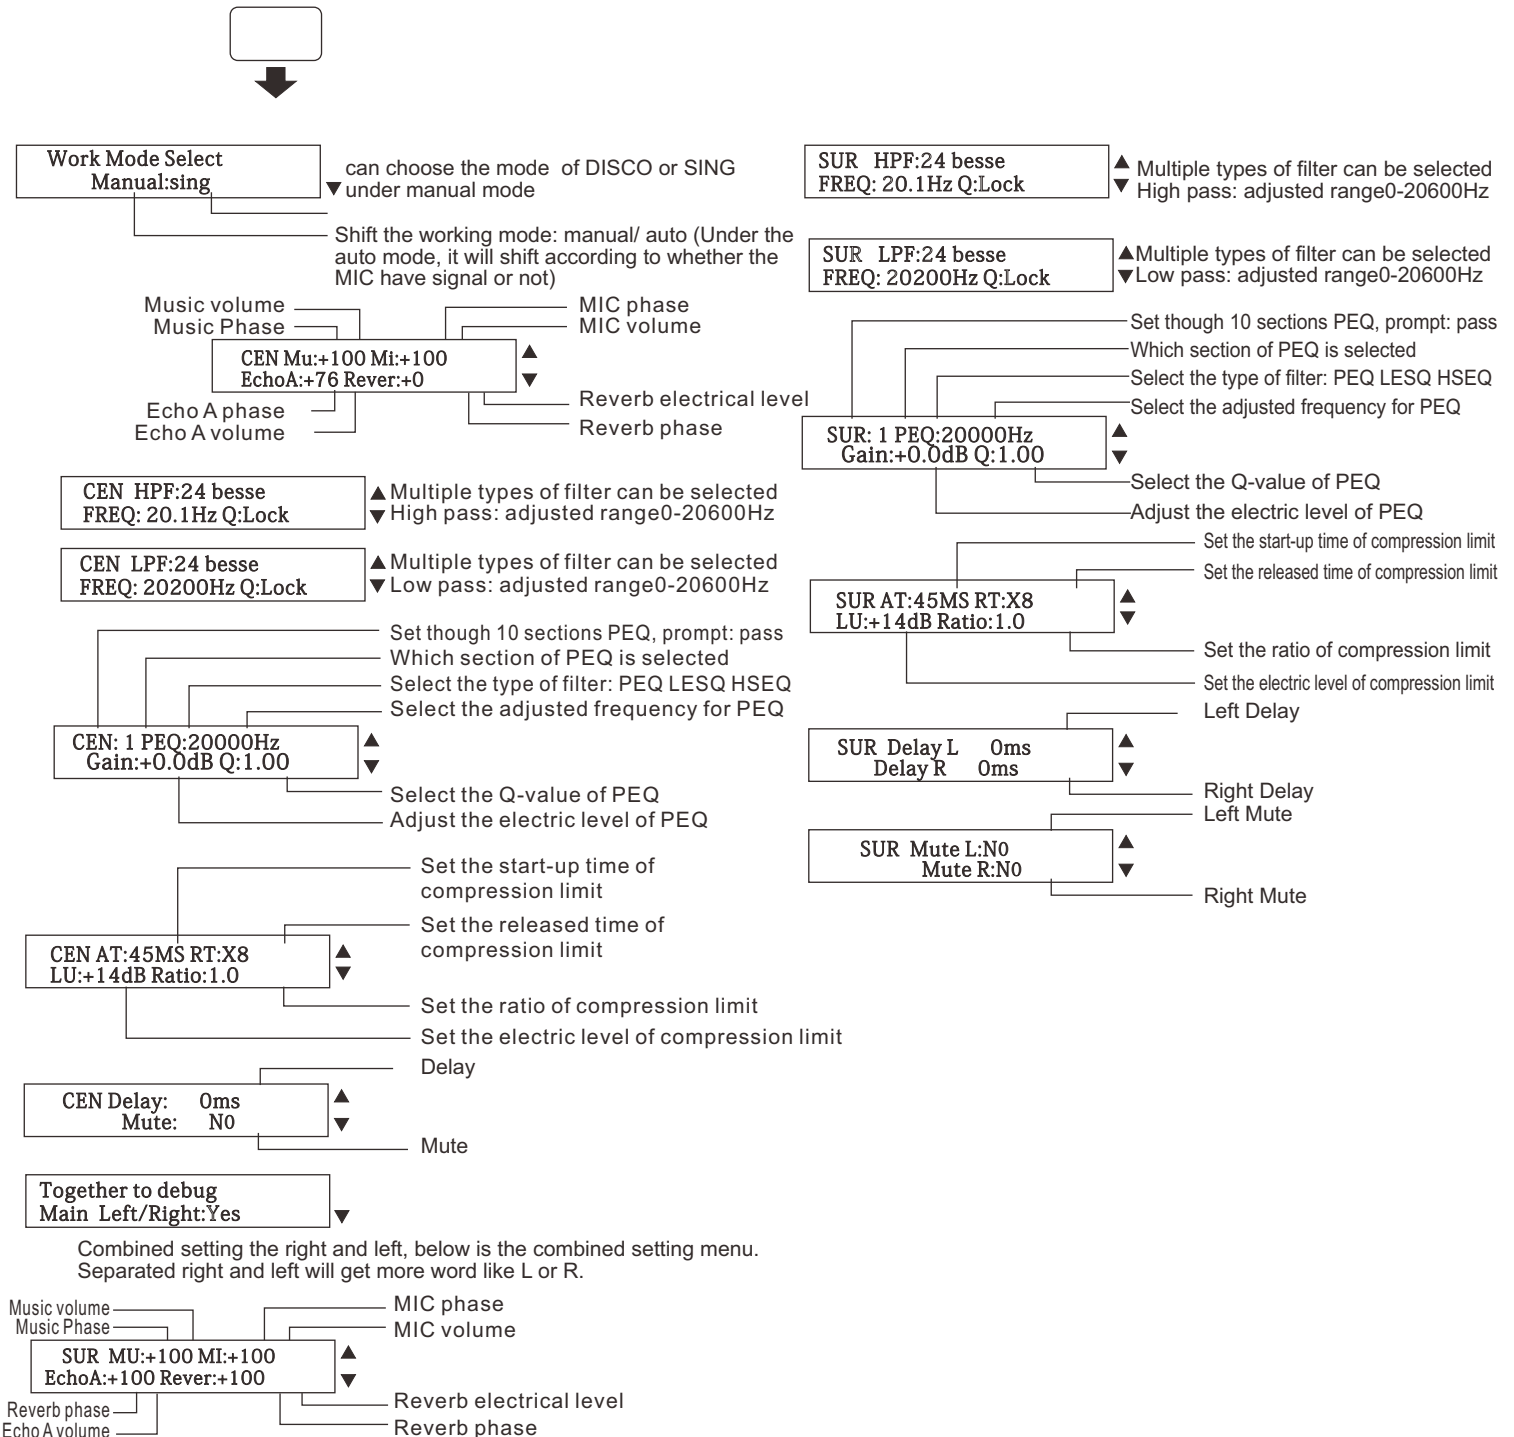 Work Mode Select
Manual:sing
can choose the mode of DISCO or SING
under manual mode
Shift the working mode: manual/ auto (Under the
auto mode, it will shift according to whether the
MIC have signal or not)
Music volume
Music Phase
MIC phase
MIC volume
CEN Mu:+100 Mi:+100
EchoA:+76 Rever:+0
Echo A phase
Echo A volume
Reverb electrical level
Reverb phase
CEN HPF:24 besse
FREQ: 20.1Hz Q:Lock
▲ Multiple types of filter can be selected
▼ High pass: adjusted range0-20600Hz
CEN LPF:24 besse
FREQ: 20200Hz Q:Lock
▲ Multiple types of filter can be selected
▼ Low pass: adjusted range0-20600Hz
Set though 10 sections PEQ, prompt: pass
Which section of PEQ is selected
Select the type of filter: PEQ LESQ HSEQ
Select the adjusted frequency for PEQ
CEN: 1 PEQ:20000Hz
Gain:+0.0dB Q:1.00
Select the Q-value of PEQ
Adjust the electric level of PEQ
Set the start-up time of
compression limit
Set the released time of
compression limit
CEN AT:45MS RT:X8
LU:+14dB Ratio:1.0
Set the ratio of compression limit
Set the electric level of compression limit
Delay
CEN Delay: 0ms
Mute: N0
Mute
Together to debug
Main Left/Right:Yes
Combined setting the right and left, below is the combined setting menu.
Separated right and left will get more word like L or R.
Music volume
Music Phase
MIC phase
MIC volume
SUR MU:+100 MI:+100
EchoA:+100 Rever:+100
Reverb phase
Echo A volume
Reverb electrical level
Reverb phase
SUR HPF:24 besse
FREQ: 20.1Hz Q:Lock
▲ Multiple types of filter can be selected
▼ High pass: adjusted range0-20600Hz
SUR LPF:24 besse
FREQ: 20200Hz Q:Lock
▲Multiple types of filter can be selected
▼Low pass: adjusted range0-20600Hz
Set though 10 sections PEQ, prompt: pass
Which section of PEQ is selected
Select the type of filter: PEQ LESQ HSEQ
Select the adjusted frequency for PEQ
SUR: 1 PEQ:20000Hz
Gain:+0.0dB Q:1.00
Select the Q-value of PEQ
Adjust the electric level of PEQ
Set the start-up time of compression limit
Set the released time of compression limit
SUR AT:45MS RT:X8
LU:+14dB Ratio:1.0
Set the ratio of compression limit
Set the electric level of compression limit
Left Delay
SUR Delay L 0ms
Delay R 0ms
Right Delay
Left Mute
SUR Mute L:N0
Mute R:N0
Right Mute